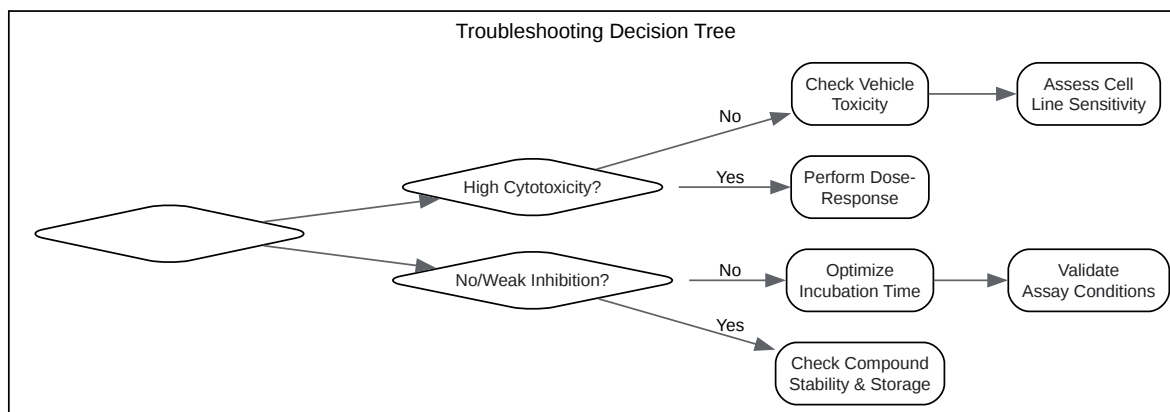 Troubleshooting Decision Tree
Check Vehicle
Toxicity
Assess Cell
Line Sensitivity
No
High Cytotoxicity?
Yes
Perform Dose-
Response
No/Weak Inhibition?
No
Optimize
Incubation Time
Validate
Assay Conditions
Yes
Check Compound
Stability & Storage